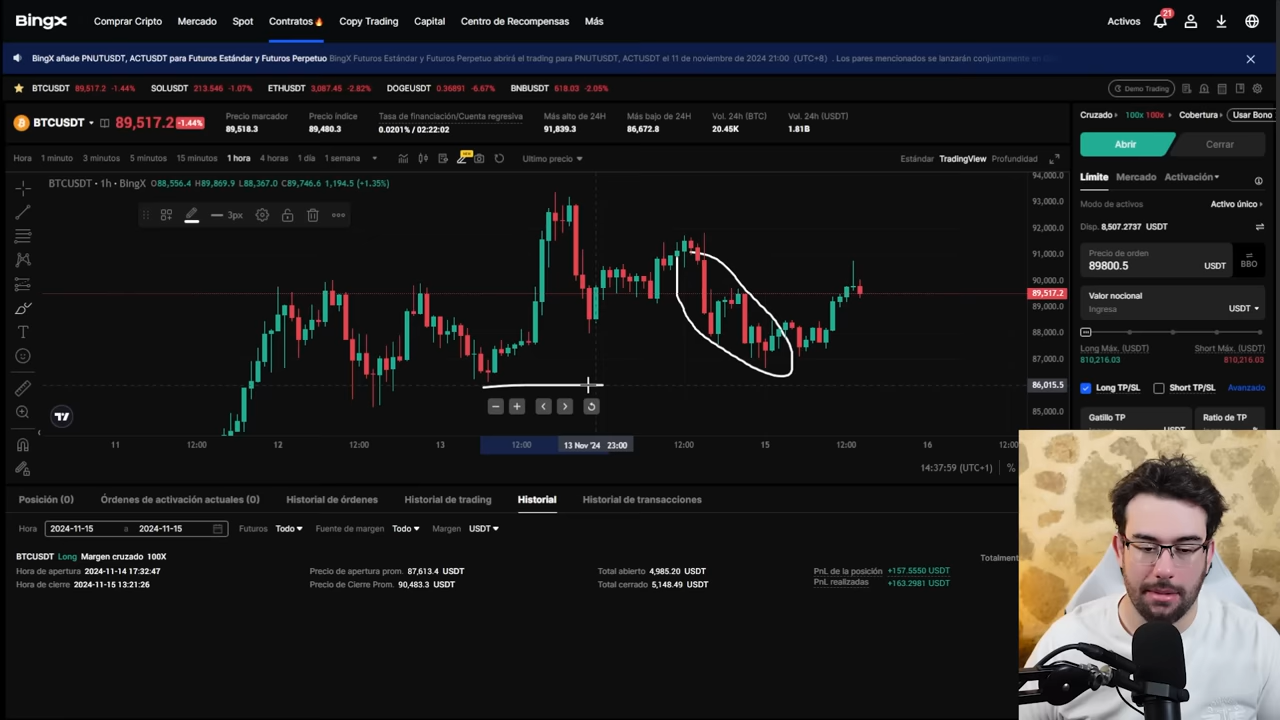 BingX Comprar Cripto Mercado Spot Contratos Copy Trading Capital Centro de Recompensas Más Activos 21
BingX añade PNUTUSDT, ACTUSDT para Futuros Estándar y Futuros Perpetuo BingX Futuros Estándar y Futuros Perpetuo abrirá el trading para PNUTUSDT, ACTUSDT el 11 de noviembre de 2024 21:00 (UTC+8) . Los pares mencionados se lanzarán conjuntamente en
BTCUSDT 89,517.2 -1.44% SOLUSDT 213.546 -1.07% ETHUSDT 3,087.45 -2.82% DOGEUSDT 0.36891 -6.67% BNBUSDT 618.03 -2.05% Demo Trading
BTCUSDT 89,517.2 -1.44%
Precio marcador Precio índice Tasa de financiación/Cuenta regresiva Más alto de 24H Más bajo de 24H Vol. 24h (BTC) Vol. 24h (USDT)
89,518.3 89,480.3 0.0201% / 02:22:02 91,839.3 86,672.8 20.45K 1.81B
Hora 1 minuto 3 minutos 5 minutos 15 minutos 1 hora 4 horas 1 día 1 semana NEW Ultimo precio Estándar TradingView Profundidad
BTCUSDT · 1h · BingX O88,556.4 H89,869.9 L88,367.0 C89,746.6 1,194.5 (+1.35%)
3px
94,000.0
93,000.0
92,000.0
91,000.0
90,000.0
89,517.2
89,000.0
88,000.0
87,000.0
86,015.5
85,000.0
11 12:00 12 12:00 13 12:00 13 Nov '24 23:00 12:00 15 12:00 16 12:00
14:37:59 (UTC+1) %
Cruzado 100x 100x Cobertura Usar Bono
Abrir Cerrar
Límite Mercado Activación
Modo de activos Activo único
Disp. 8,507.2737 USDT
Precio de orden
89800.5 USDT BBO
Valor nocional
Ingresa USDT
Long Máx. (USDT) Short Máx. (USDT)
810,216.03 810,216.03
Long TP/SL Short TP/SL Avanzado
Gatillo TP Ratio de TP
Posición (0) Órdenes de activación actuales (0) Historial de órdenes Historial de trading Historial Historial de transacciones
Hora 2024-11-15 a 2024-11-15 Futuros Todo Fuente de margen Todo Margen USDT
BTCUSDT Long Margen cruzado 100X Totalment
Hora de apertura 2024-11-14 17:32:47 Precio de apertura prom. 87,613.4 USDT Total abierto 4,985.20 USDT PnL de la posición +157.5550 USDT
Hora de cierre 2024-11-15 13:21:26 Precio de Cierre Prom. 90,483.3 USDT Total cerrado 5,148.49 USDT PnL realizadas +163.2981 USDT